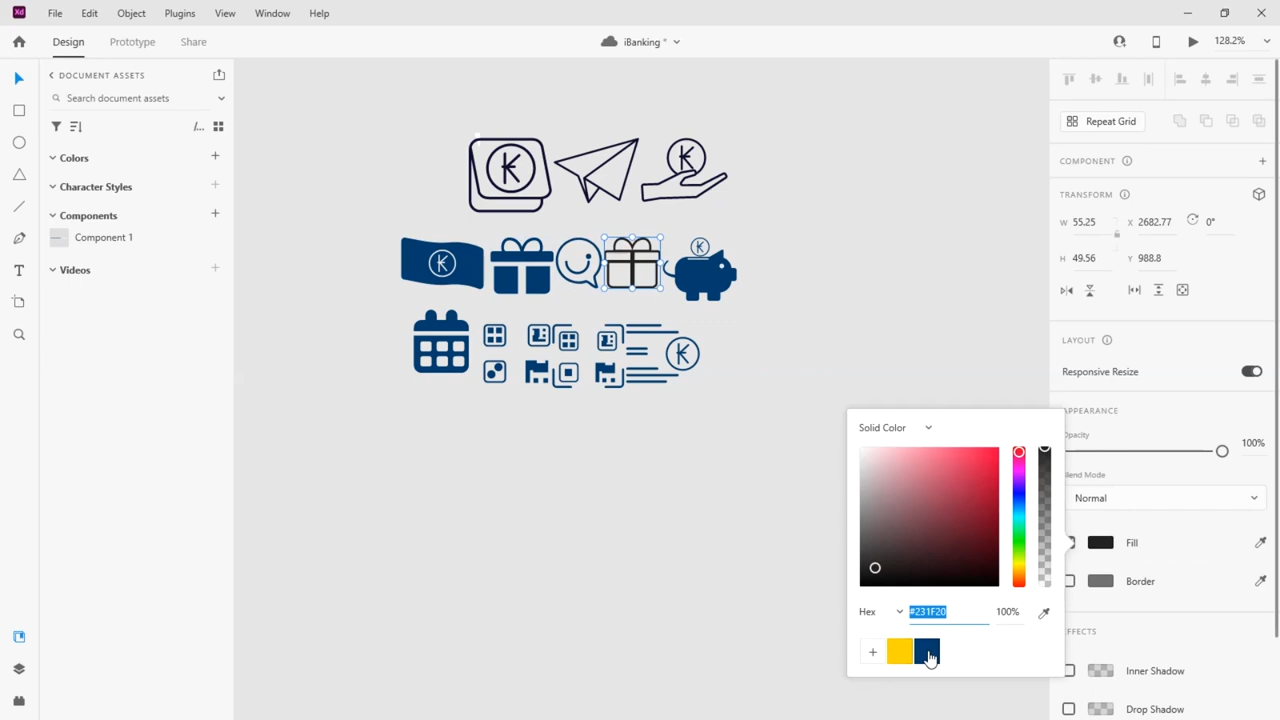 Xd File Edit Object Plugins View Window Help
Design Prototype Share iBanking * 128.2%
DOCUMENT ASSETS
Search document assets
Colors
Character Styles
Components
Component 1
Videos
Repeat Grid
COMPONENT
TRANSFORM
W 55.25 X 2682.77 0°
H 49.56 Y 988.8
LAYOUT
Responsive Resize
APPEARANCE
Opacity
100%
Blend Mode
Normal
Fill
Border
EFFECTS
Inner Shadow
Drop Shadow
Solid Color
Hex #231F20 100%